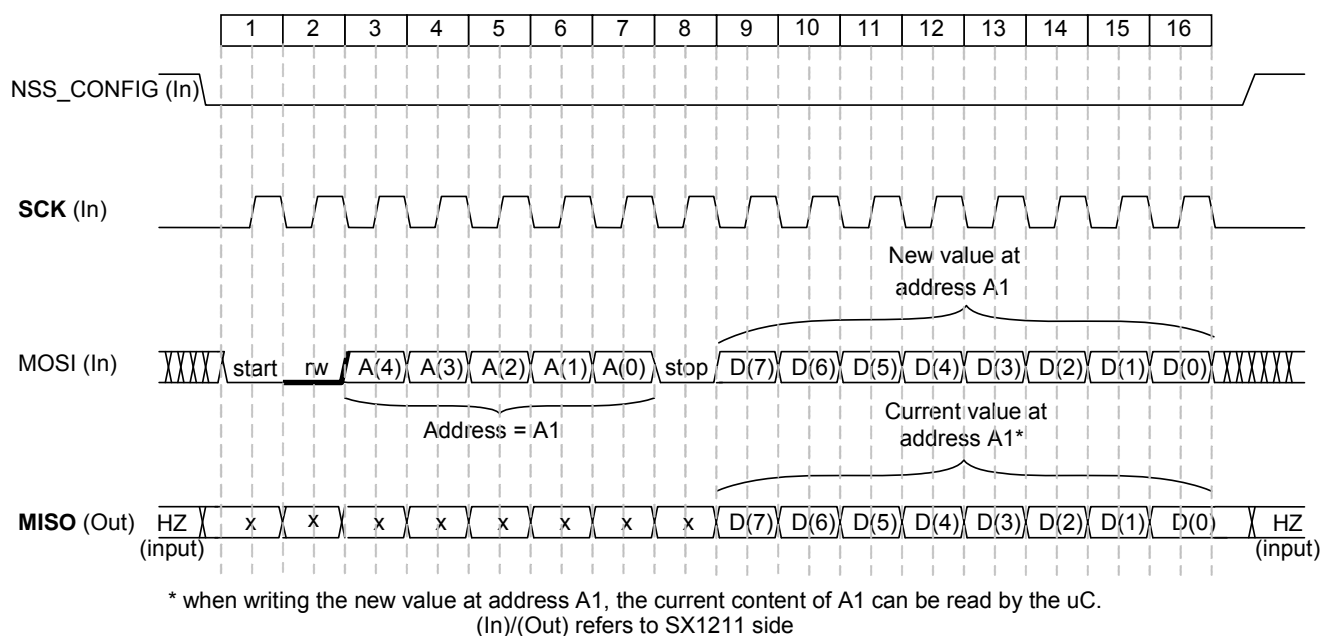 1 2 3 4 5 6 7 8 9 10 11 12 13 14 15 16
NSS_CONFIG (In)
SCK (In)
New value at
address A1
MOSI (In) start rw A(4) A(3) A(2) A(1) A(0) stop D(7) D(6) D(5) D(4) D(3) D(2) D(1) D(0)
Address = A1
Current value at
address A1*
MISO (Out) HZ x x x x x x x x D(7) D(6) D(5) D(4) D(3) D(2) D(1) D(0) HZ
(input) (input)
* when writing the new value at address A1, the current content of A1 can be read by the uC.
(In)/(Out) refers to SX1211 side